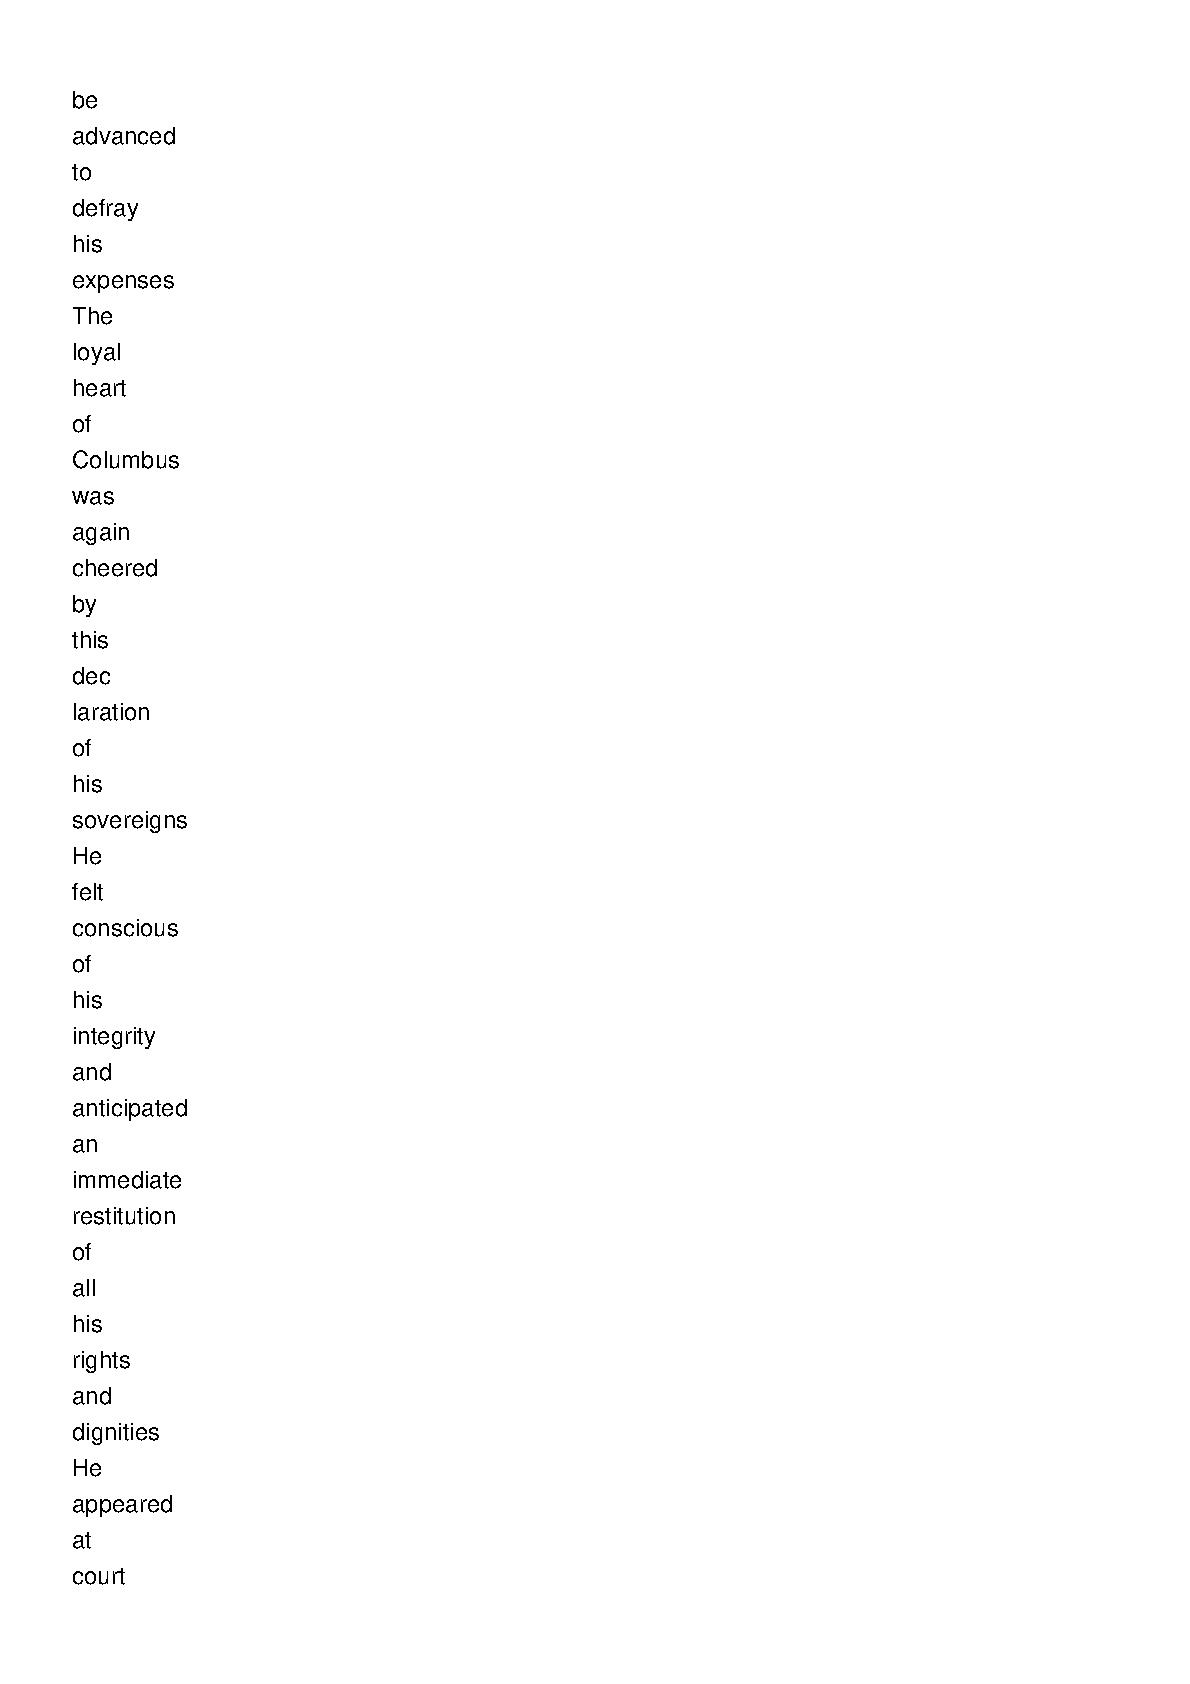 be
advanced
to
defray
his
expenses
The
loyal
heart
of
Columbus
was
again
cheered
by
this
dec
laration
of
his
sovereigns
He
felt
conscious
of
his
integrity
and
anticipated
an
immediate
restitution
of
all
his
rights
and
dignities
He
appeared
at
court